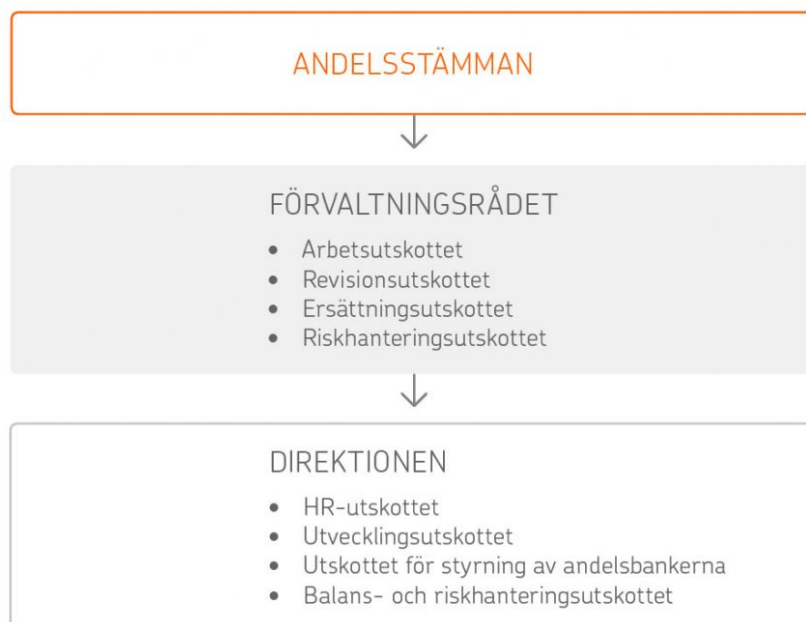 ANDELSSTÄMMAN
FÖRVALTNINGSRÅDET
• Arbetsutskottet
• Revisionsutskottet
• Ersättningsutskottet
• Riskhanteringsutskottet
DIREKTIONEN
• HR-utskottet
• Utvecklingsutskottet
• Utskottet för styrning av andelsbankerna
• Balans- och riskhanteringsutskottet